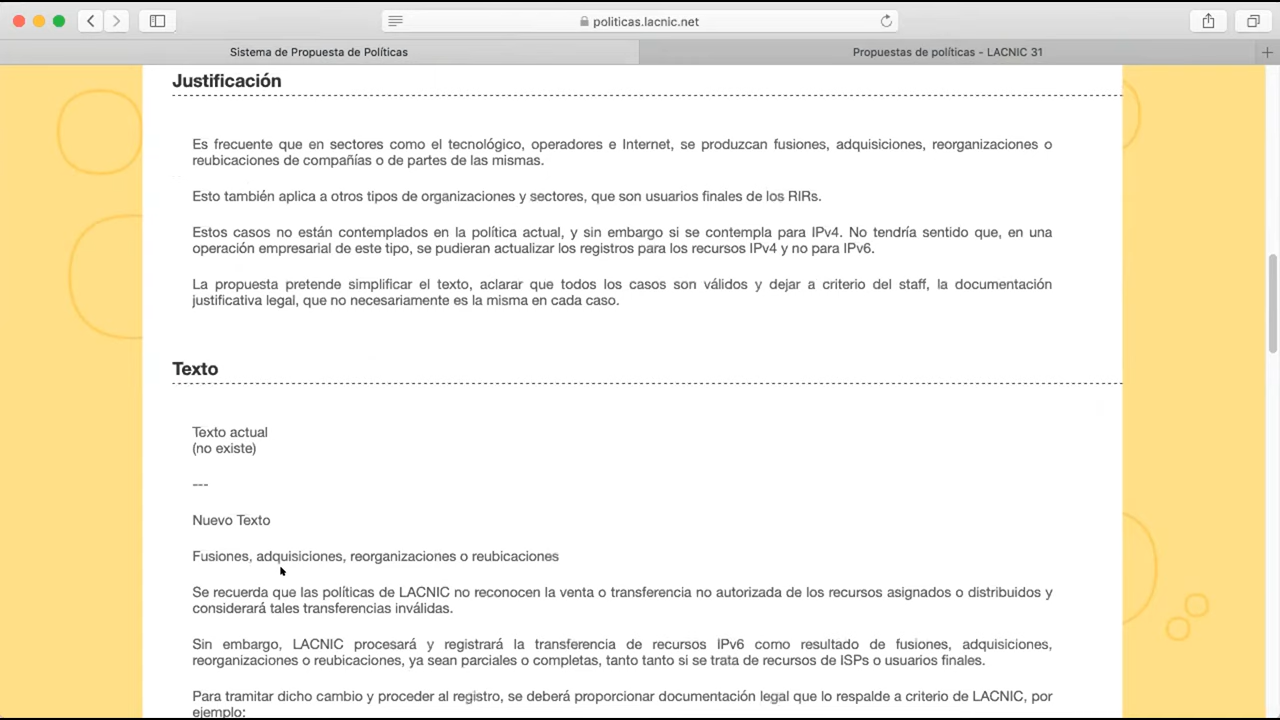 politicas.lacnic.net
Sistema de Propuesta de Políticas
Propuestas de políticas - LACNIC 31
Justificación
Es frecuente que en sectores como el tecnológico, operadores e Internet, se produzcan fusiones, adquisiciones, reorganizaciones o
reubicaciones de compañías o de partes de las mismas.
Esto también aplica a otros tipos de organizaciones y sectores, que son usuarios finales de los RIRs.
Estos casos no están contemplados en la política actual, y sin embargo si se contempla para IPv4. No tendría sentido que, en una
operación empresarial de este tipo, se pudieran actualizar los registros para los recursos IPv4 y no para IPv6.
La propuesta pretende simplificar el texto, aclarar que todos los casos son válidos y dejar a criterio del staff, la documentación
justificativa legal, que no necesariamente es la misma en cada caso.
Texto
Texto actual
(no existe)
---
Nuevo Texto
Fusiones, adquisiciones, reorganizaciones o reubicaciones
Se recuerda que las políticas de LACNIC no reconocen la venta o transferencia no autorizada de los recursos asignados o distribuidos y
considerará tales transferencias inválidas.
Sin embargo, LACNIC procesará y registrará la transferencia de recursos IPv6 como resultado de fusiones, adquisiciones,
reorganizaciones o reubicaciones, ya sean parciales o completas, tanto tanto si se trata de recursos de ISPs o usuarios finales.
Para tramitar dicho cambio y proceder al registro, se deberá proporcionar documentación legal que lo respalde a criterio de LACNIC, por
ejemplo: